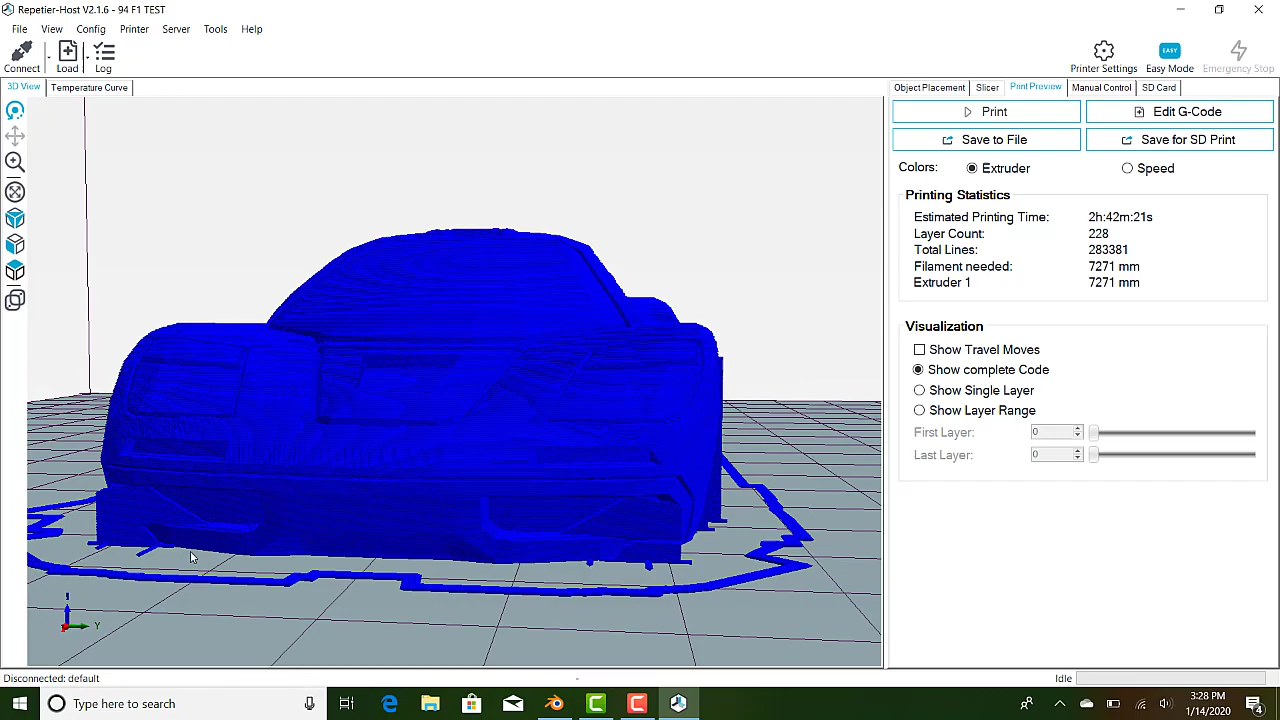 Repetier-Host V2.1.6 - 94 F1 TEST
File View Config Printer Server Tools Help
Connect Load Log Printer Settings EASY Easy Mode Emergency Stop
3D View Temperature Curve Object Placement Slicer Print Preview Manual Control SD Card
Print Edit G-Code
Save to File Save for SD Print
Colors: Extruder Speed
Printing Statistics
Estimated Printing Time: 2h:42m:21s
Layer Count: 228
Total Lines: 283381
Filament needed: 7271 mm
Extruder 1 7271 mm
Visualization
Show Travel Moves
Show complete Code
Show Single Layer
Show Layer Range
First Layer: 0
Last Layer: 0
Y
Disconnected: default - Idle
Type here to search
3:28 PM
1/14/2020
4